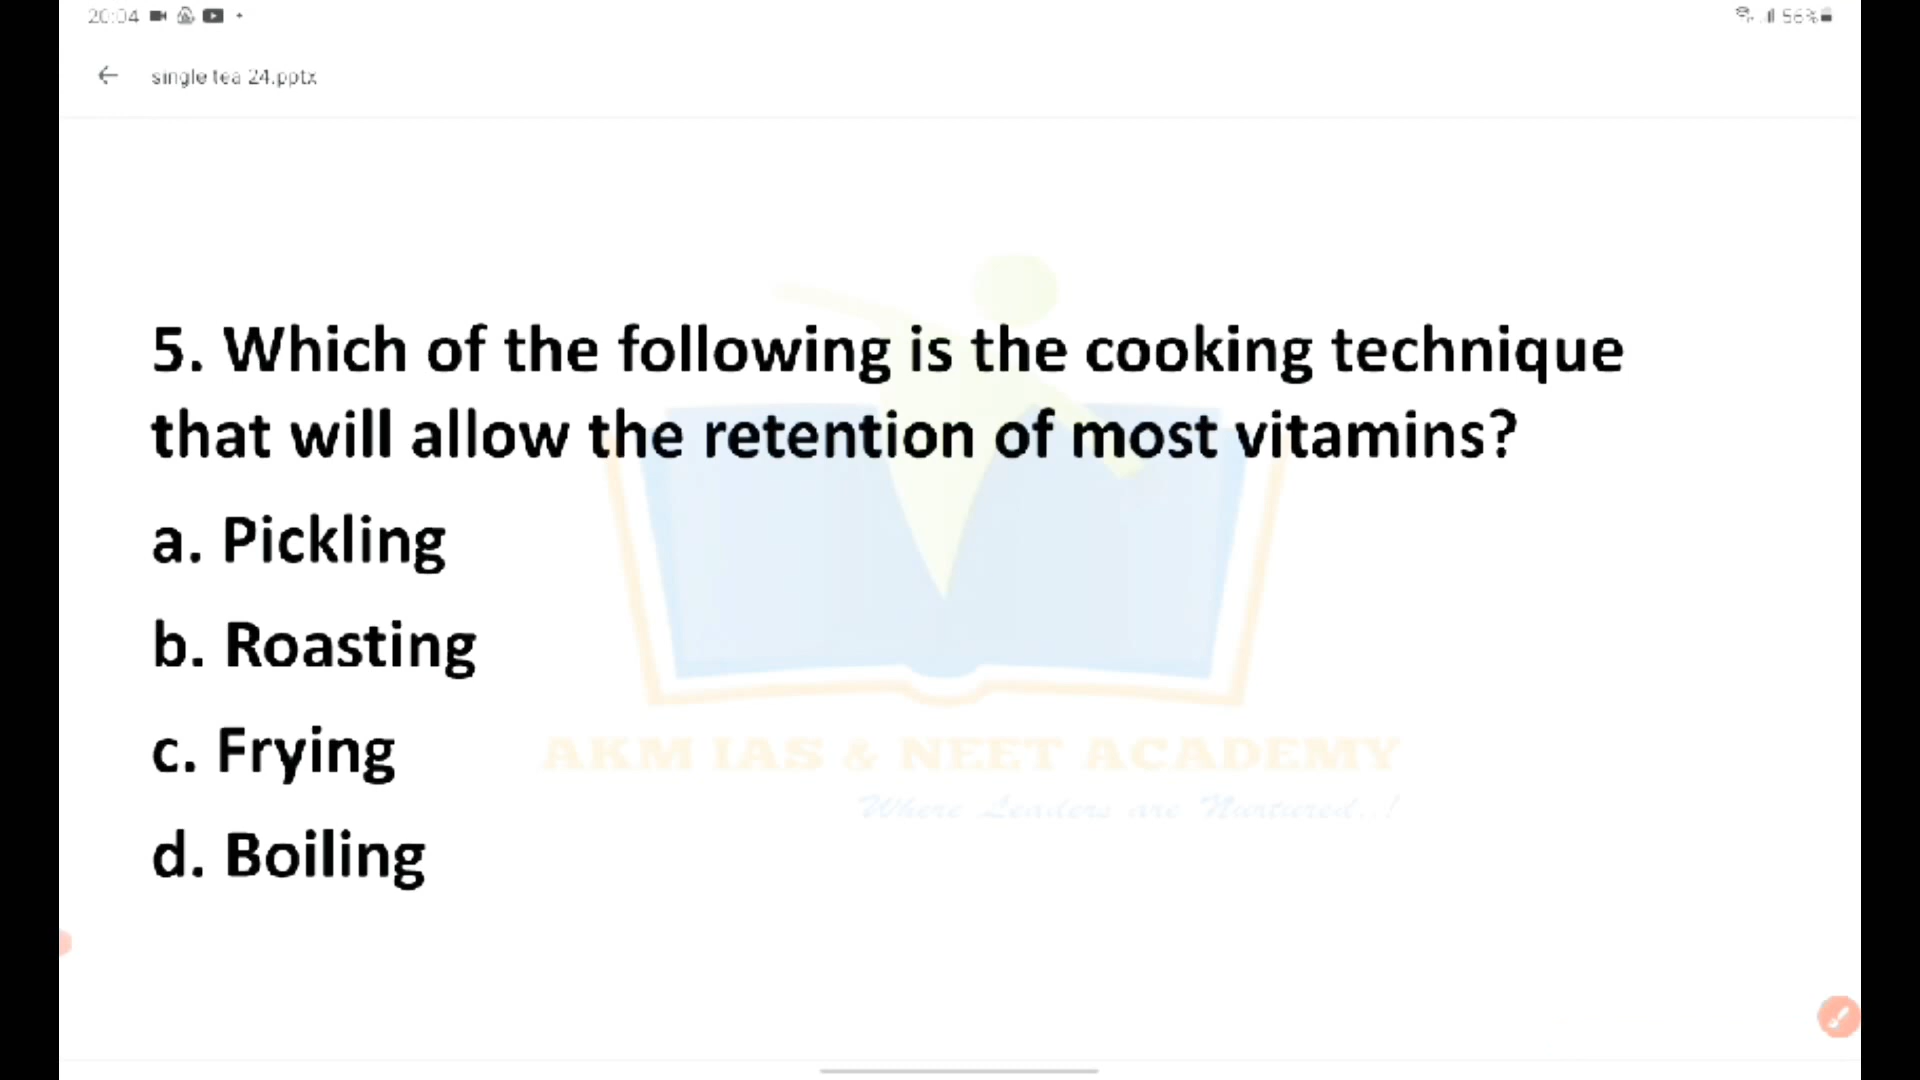 20:04
56%
single tea 24.pptx
5. Which of the following is the cooking technique
that will allow the retention of most vitamins?
a. Pickling
b. Roasting
c. Frying
d. Boiling
AKM IAS & NEET ACADEMY
Where Leaders are Nurtured..!